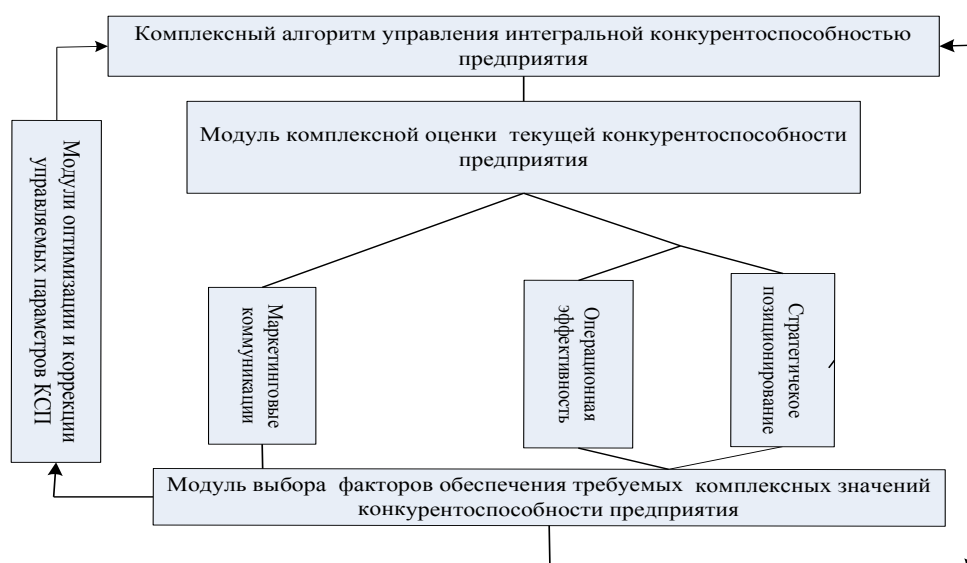 Комплексный алгоритм управления интегральной конкурентоспособностью
предприятия
Модуль комплексной оценки текущей конкурентоспособности
предприятия
Модули оптимизации и коррекции
управляемых параметров КСП
Маркетинговые
коммуникации
Операционная
эффективность
Стратегичекое
позиционирование
Модуль выбора факторов обеспечения требуемых комплексных значений
конкурентоспособности предприятия